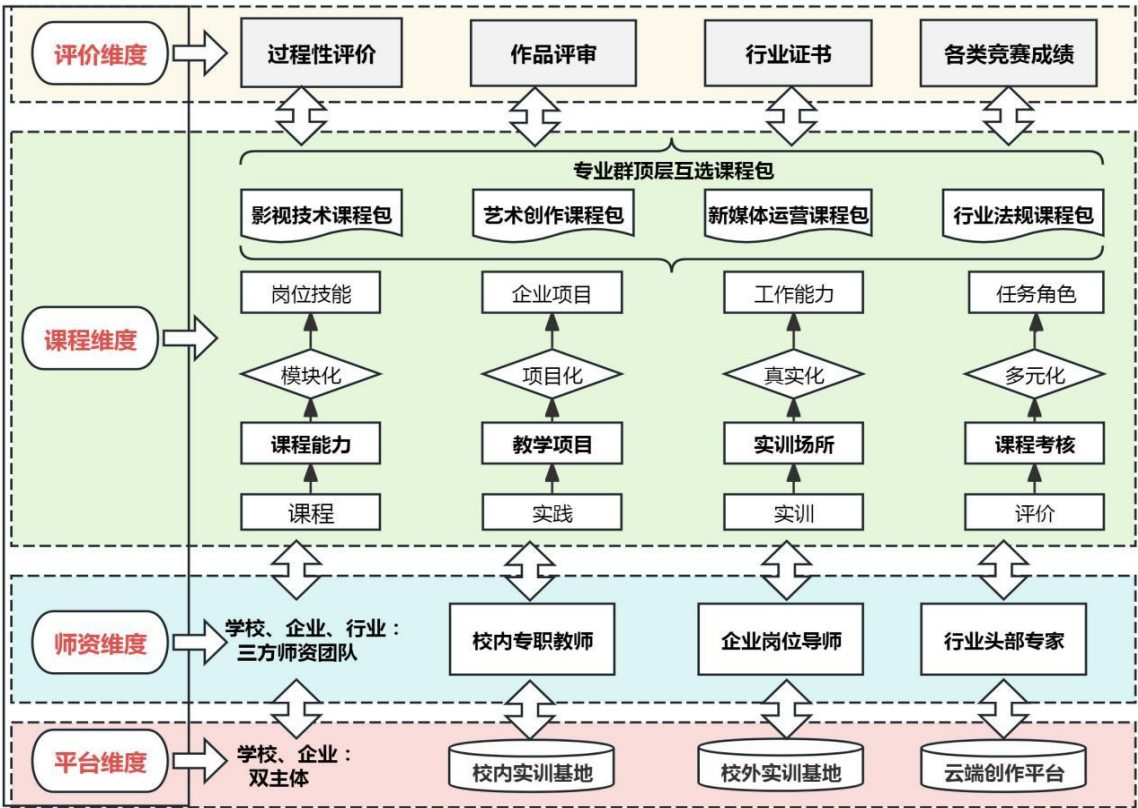 评价维度
过程性评价
作品评审
行业证书
各类竞赛成绩
专业群顶层互选课程包
影视技术课程包
艺术创作课程包
新媒体运营课程包
行业法规课程包
课程维度
岗位技能
企业项目
工作能力
任务角色
模块化
项目化
真实化
多元化
课程能力
教学项目
实训场所
课程考核
课程
实践
实训
评价
师资维度
学校、企业、行业：
三方师资团队
校内专职教师
企业岗位导师
行业头部专家
平台维度
学校、企业：
双主体
校内实训基地
校外实训基地
云端创作平台